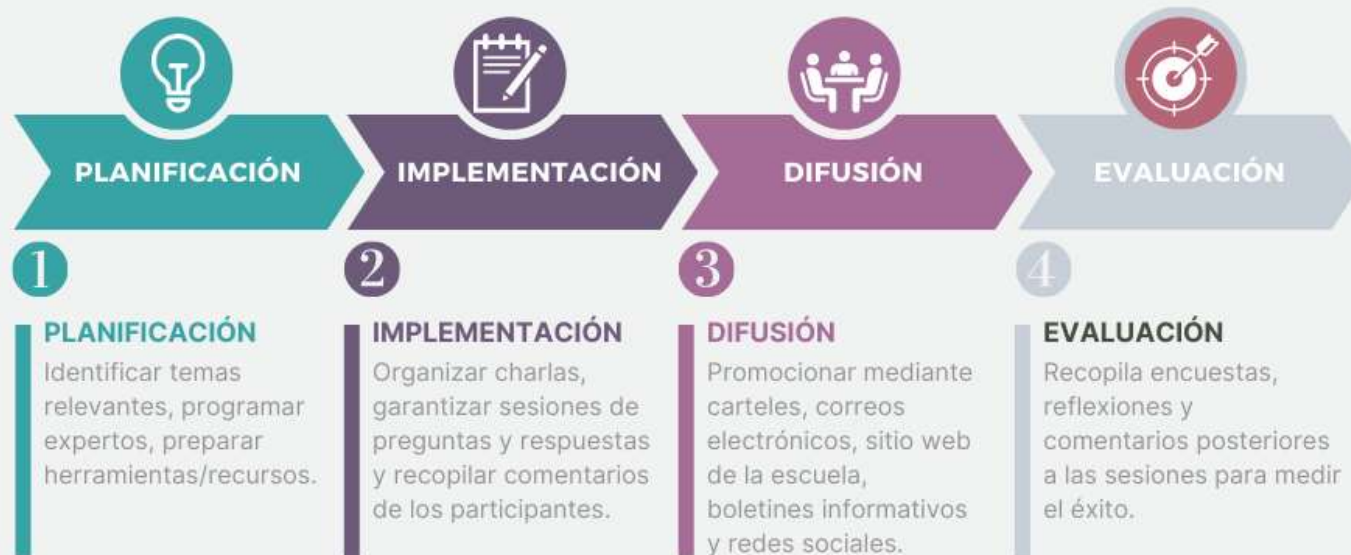 PLANIFICACIÓN
IMPLEMENTACIÓN
DIFUSIÓN
EVALUACIÓN
1
PLANIFICACIÓN
Identificar temas
relevantes, programar
expertos, preparar
herramientas/recursos.
2
IMPLEMENTACIÓN
Organizar charlas,
garantizar sesiones de
preguntas y respuestas
y recopilar comentarios
de los participantes.
3
DIFUSIÓN
Promocionar mediante
carteles, correos
electrónicos, sitio web
de la escuela,
boletines informativos
y redes sociales.
4
EVALUACIÓN
Recopila encuestas,
reflexiones y
comentarios posteriores
a las sesiones para medir
el éxito.